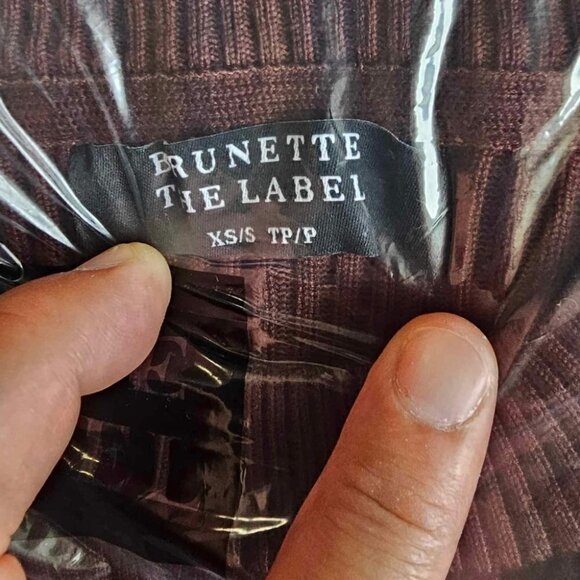 BRUNETTE
THE LABEL
XS/S TP/P